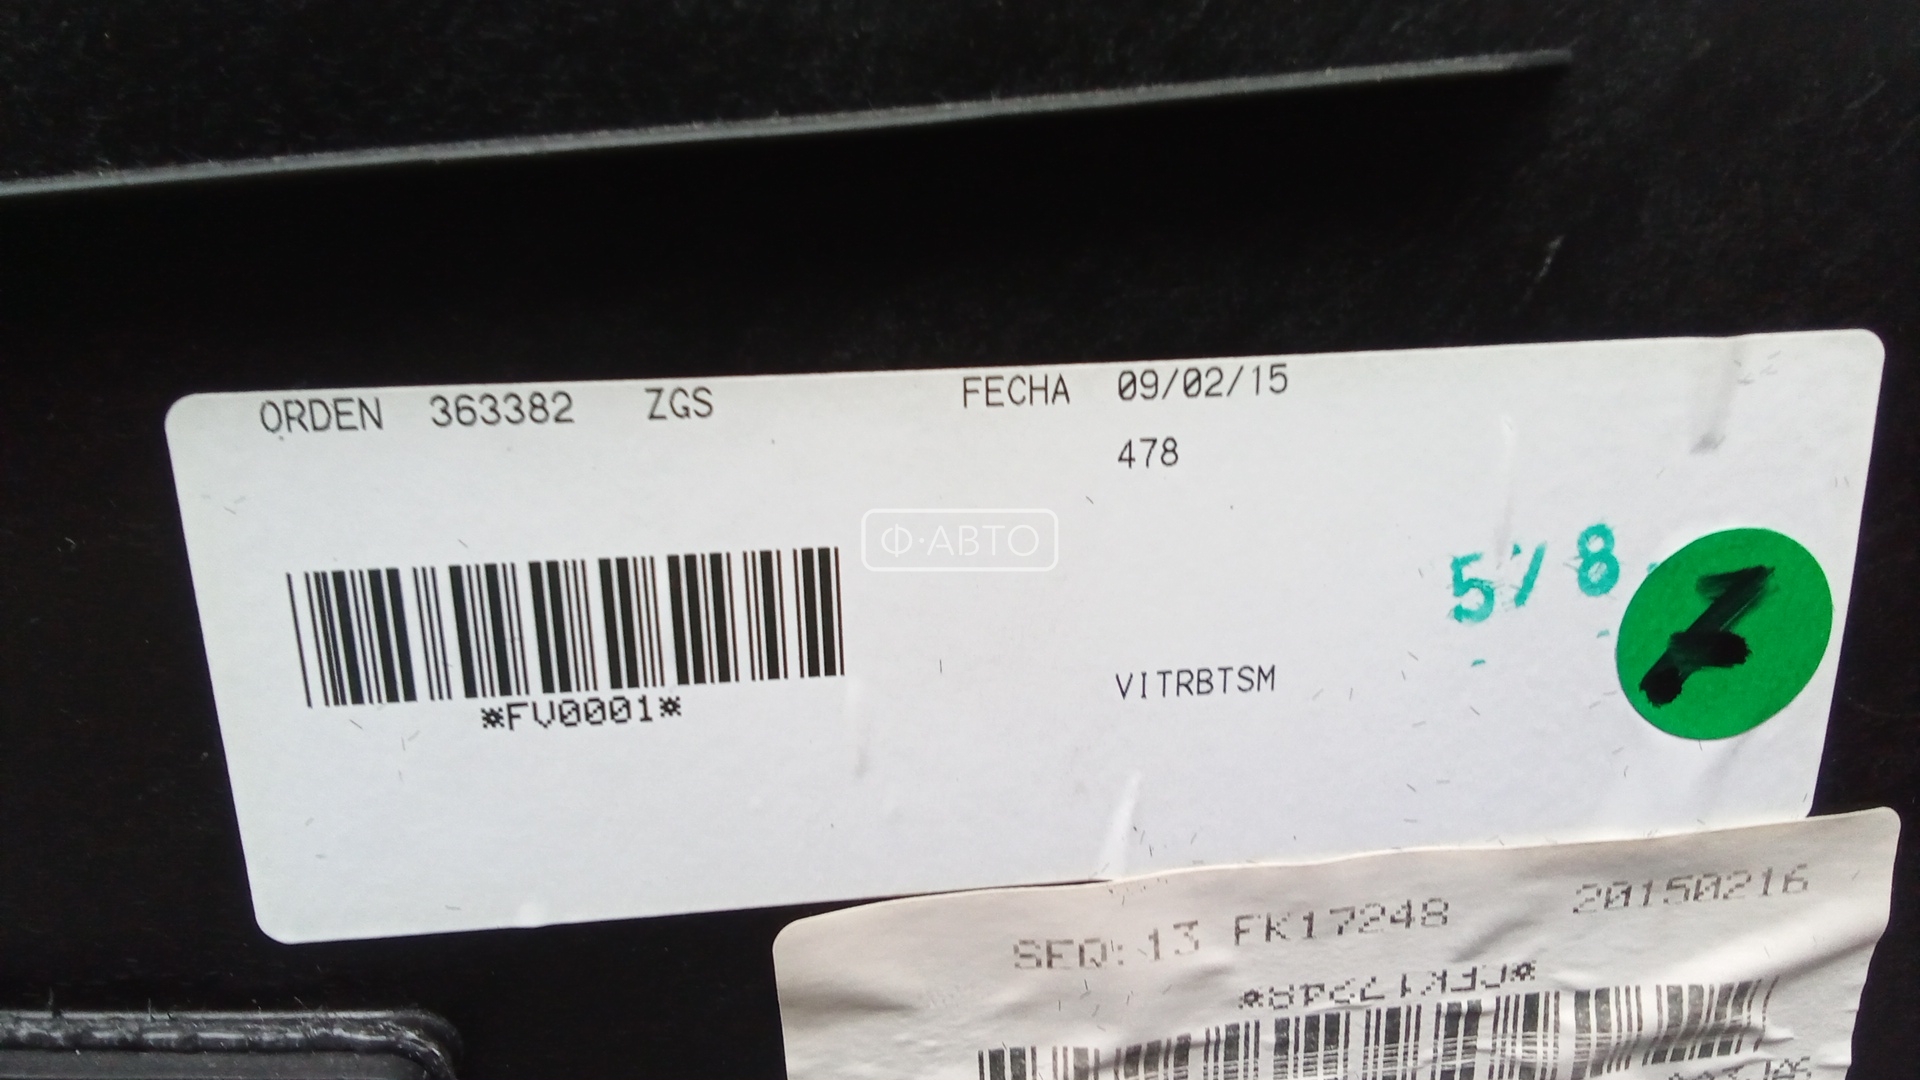 ORDEN 363382 ZGS FECHA 09/02/15
478
Ф·АВТО
5 / 8
*FV0001*
VITRBTSM
SEQ: 13 FK17248 20150216